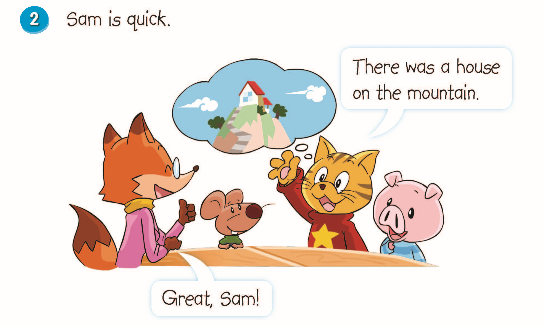 2 Sam is quick.
There was a house
on the mountain.
Great, Sam!